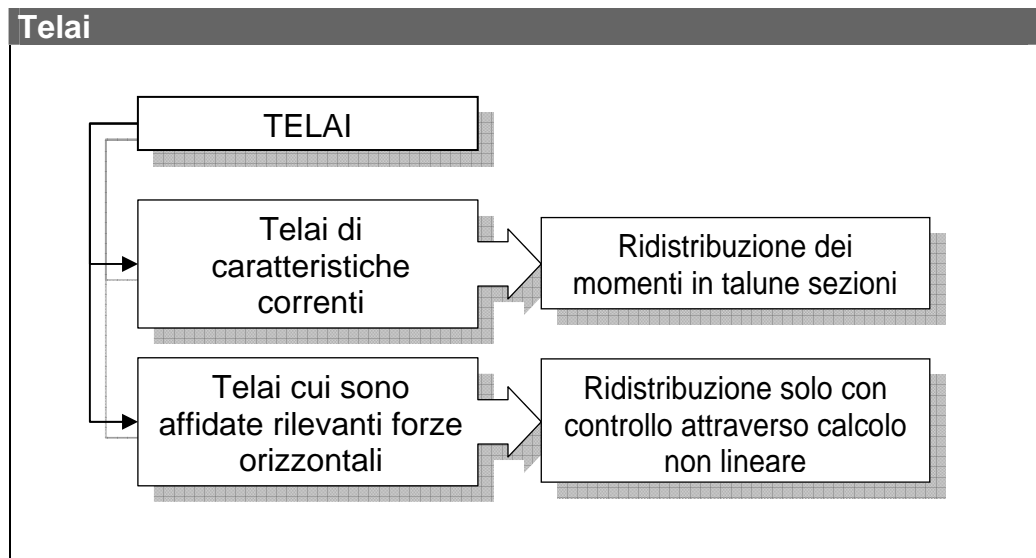 Telai
TELAI
Telai di
caratteristiche
correnti
Ridistribuzione dei
momenti in talune sezioni
Telai cui sono
affidate rilevanti forze
orizzontali
Ridistribuzione solo con
controllo attraverso calcolo
non lineare